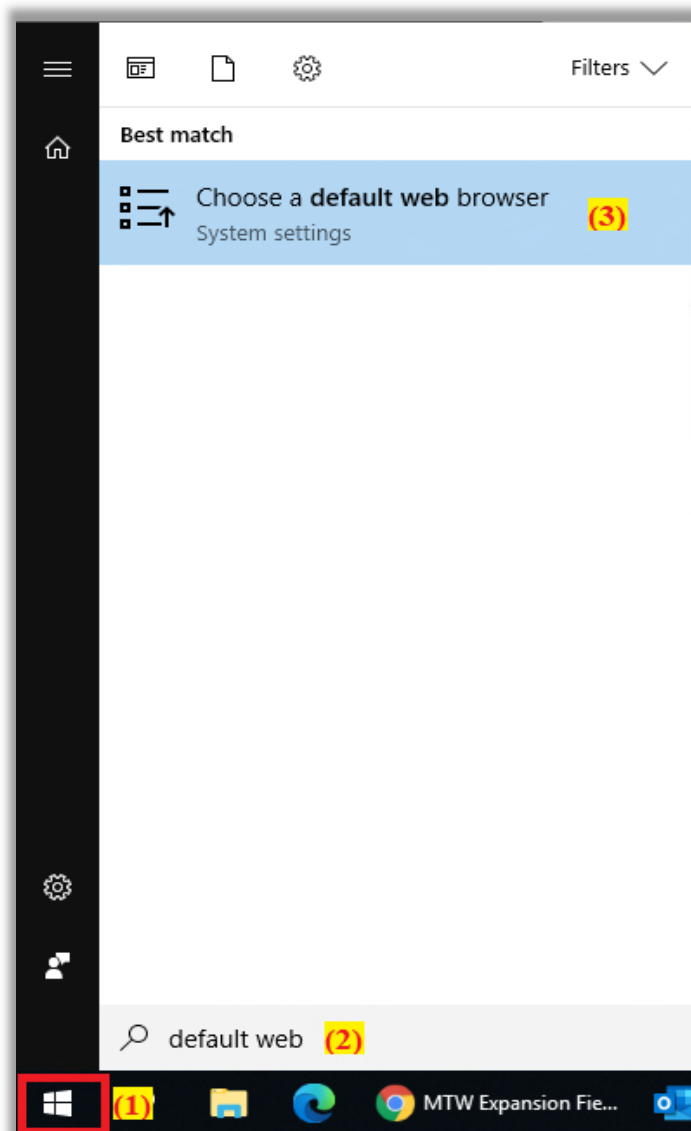 Filters
Best match
Choose a default web browser
(3)
System settings
default web (2)
(1) MTW Expansion Fie...